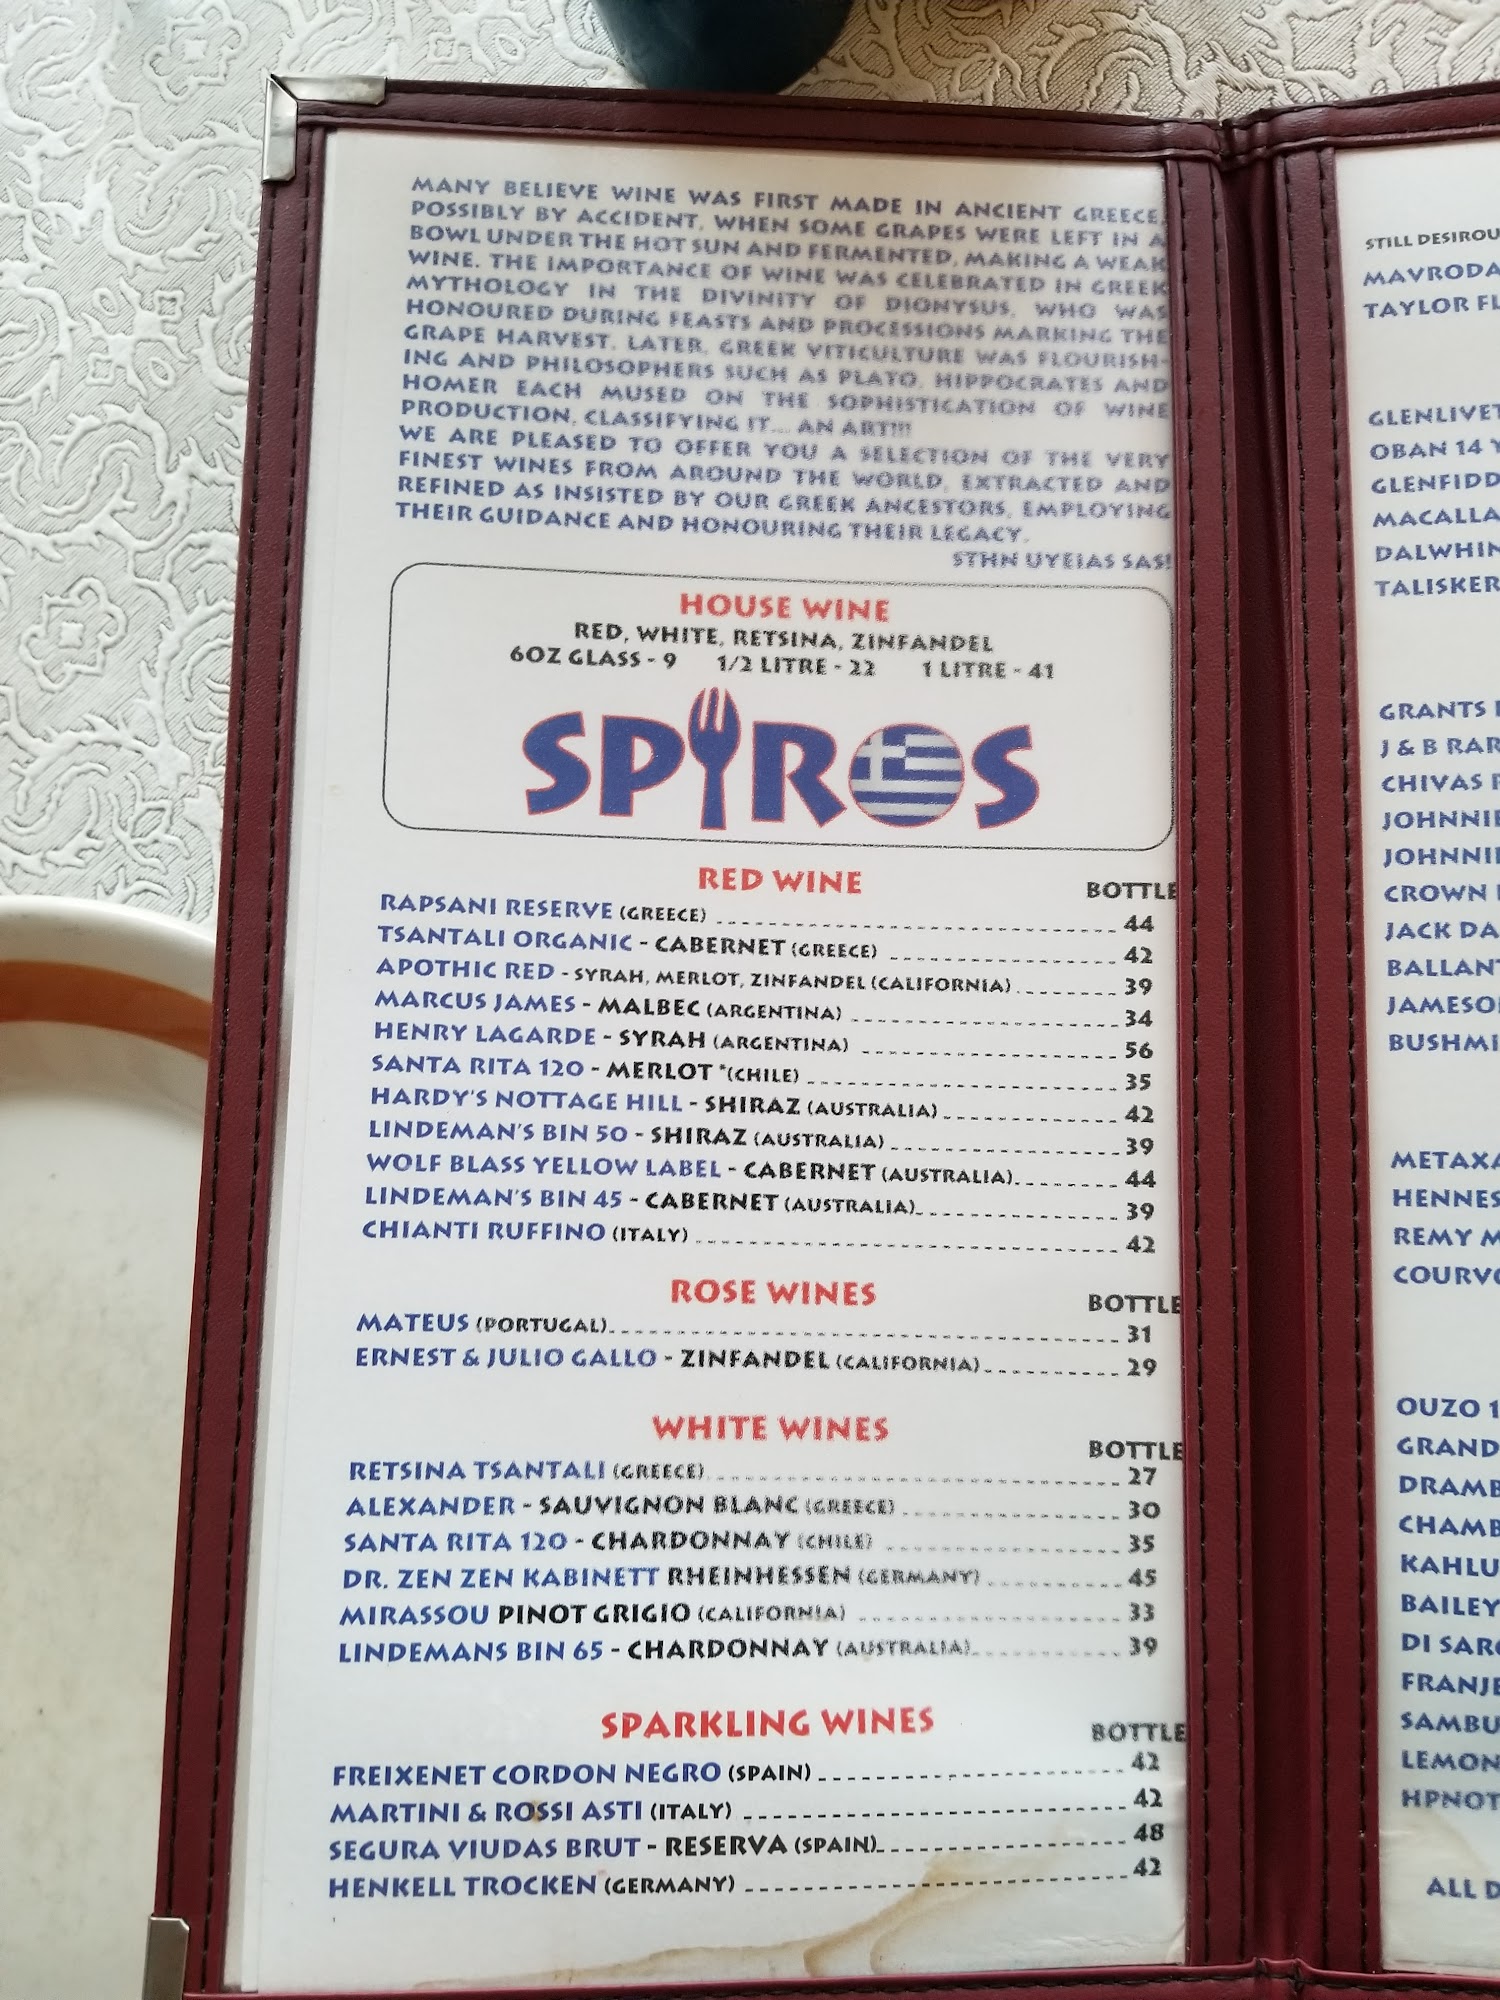 MANY BELIEVE WINE WAS FIRST MADE IN ANCIENT GREECE,
POSSIBLY BY ACCIDENT, WHEN SOME GRAPES WERE LEFT IN A
BOWL UNDER THE HOT SUN AND FERMENTED, MAKING A WEAK
WINE. THE IMPORTANCE OF WINE WAS CELEBRATED IN GREEK
MYTHOLOGY IN THE DIVINITY OF DIONYSUS, WHO WAS
HONOURED DURING FEASTS AND PROCESSIONS MARKING THE
GRAPE HARVEST. LATER, GREEK VITICULTURE WAS FLOURISH-
ING AND PHILOSOPHERS SUCH AS PLATO, HIPPOCRATES AND
HOMER EACH MUSED ON THE SOPHISTICATION OF WINE
PRODUCTION, CLASSIFYING IT.... AN ART!!!!
WE ARE PLEASED TO OFFER YOU A SELECTION OF THE VERY
FINEST WINES FROM AROUND THE WORLD, EXTRACTED AND
REFINED AS INSISTED BY OUR GREEK ANCESTORS, EMPLOYING
THEIR GUIDANCE AND HONOURING THEIR LEGACY.
STHN UYEIAS SAS!
HOUSE WINE
RED, WHITE, RETSINA, ZINFANDEL
6OZ GLASS - 9 1/2 LITRE - 22 1 LITRE - 41
SPIROS
RED WINE BOTTLE
RAPSANI RESERVE (GREECE) 44
TSANTALI ORGANIC - CABERNET (GREECE) 42
APOTHIC RED - SYRAH, MERLOT, ZINFANDEL (CALIFORNIA) 39
MARCUS JAMES - MALBEC (ARGENTINA) 34
HENRY LAGARDE - SYRAH (ARGENTINA) 56
SANTA RITA 120 - MERLOT *(CHILE) 35
HARDY'S NOTTAGE HILL - SHIRAZ (AUSTRALIA) 42
LINDEMAN'S BIN 50 - SHIRAZ (AUSTRALIA) 39
WOLF BLASS YELLOW LABEL - CABERNET (AUSTRALIA) 44
LINDEMAN'S BIN 45 - CABERNET (AUSTRALIA) 39
CHIANTI RUFFINO (ITALY) 42
ROSE WINES BOTTLE
MATEUS (PORTUGAL) 31
ERNEST & JULIO GALLO - ZINFANDEL (CALIFORNIA) 29
WHITE WINES BOTTLE
RETSINA TSANTALI (GREECE) 27
ALEXANDER - SAUVIGNON BLANC (GREECE) 30
SANTA RITA 120 - CHARDONNAY (CHILE) 35
DR. ZEN ZEN KABINETT RHEINHESSEN (GERMANY) 45
MIRASSOU PINOT GRIGIO (CALIFORNIA) 33
LINDEMANS BIN 65 - CHARDONNAY (AUSTRALIA) 39
SPARKLING WINES BOTTLE
FREIXENET CORDON NEGRO (SPAIN) 42
MARTINI & ROSSI ASTI (ITALY) 42
SEGURA VIUDAS BRUT - RESERVA (SPAIN) 48
HENKELL TROCKEN (GERMANY) 42
STILL
TAYLOR
OBAN 14
GRANTS
J & B
CHIVAS
CROWN
JACK
REMY
OUZO
GRAND
DI
ALL